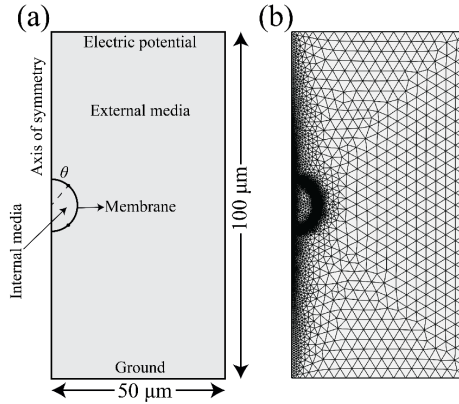 (a)
(b)
Electric potential
Axis of symmetry
External media
θ
Membrane
Internal media
100 μm
Ground
50 μm